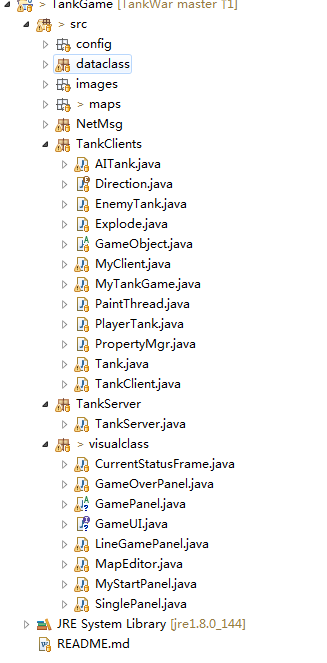 > TankGame [TankWar master ↑1]
src
config
dataclass
images
> maps
NetMsg
TankClients
AITank.java
Direction.java
EnemyTank.java
Explode.java
GameObject.java
MyClient.java
MyTankGame.java
PaintThread.java
PlayerTank.java
PropertyMgr.java
Tank.java
TankClient.java
TankServer
TankServer.java
> visualclass
CurrentStatusFrame.java
GameOverPanel.java
GamePanel.java
GameUI.java
LineGamePanel.java
MapEditor.java
MyStartPanel.java
SinglePanel.java
JRE System Library [jre1.8.0_144]
README.md